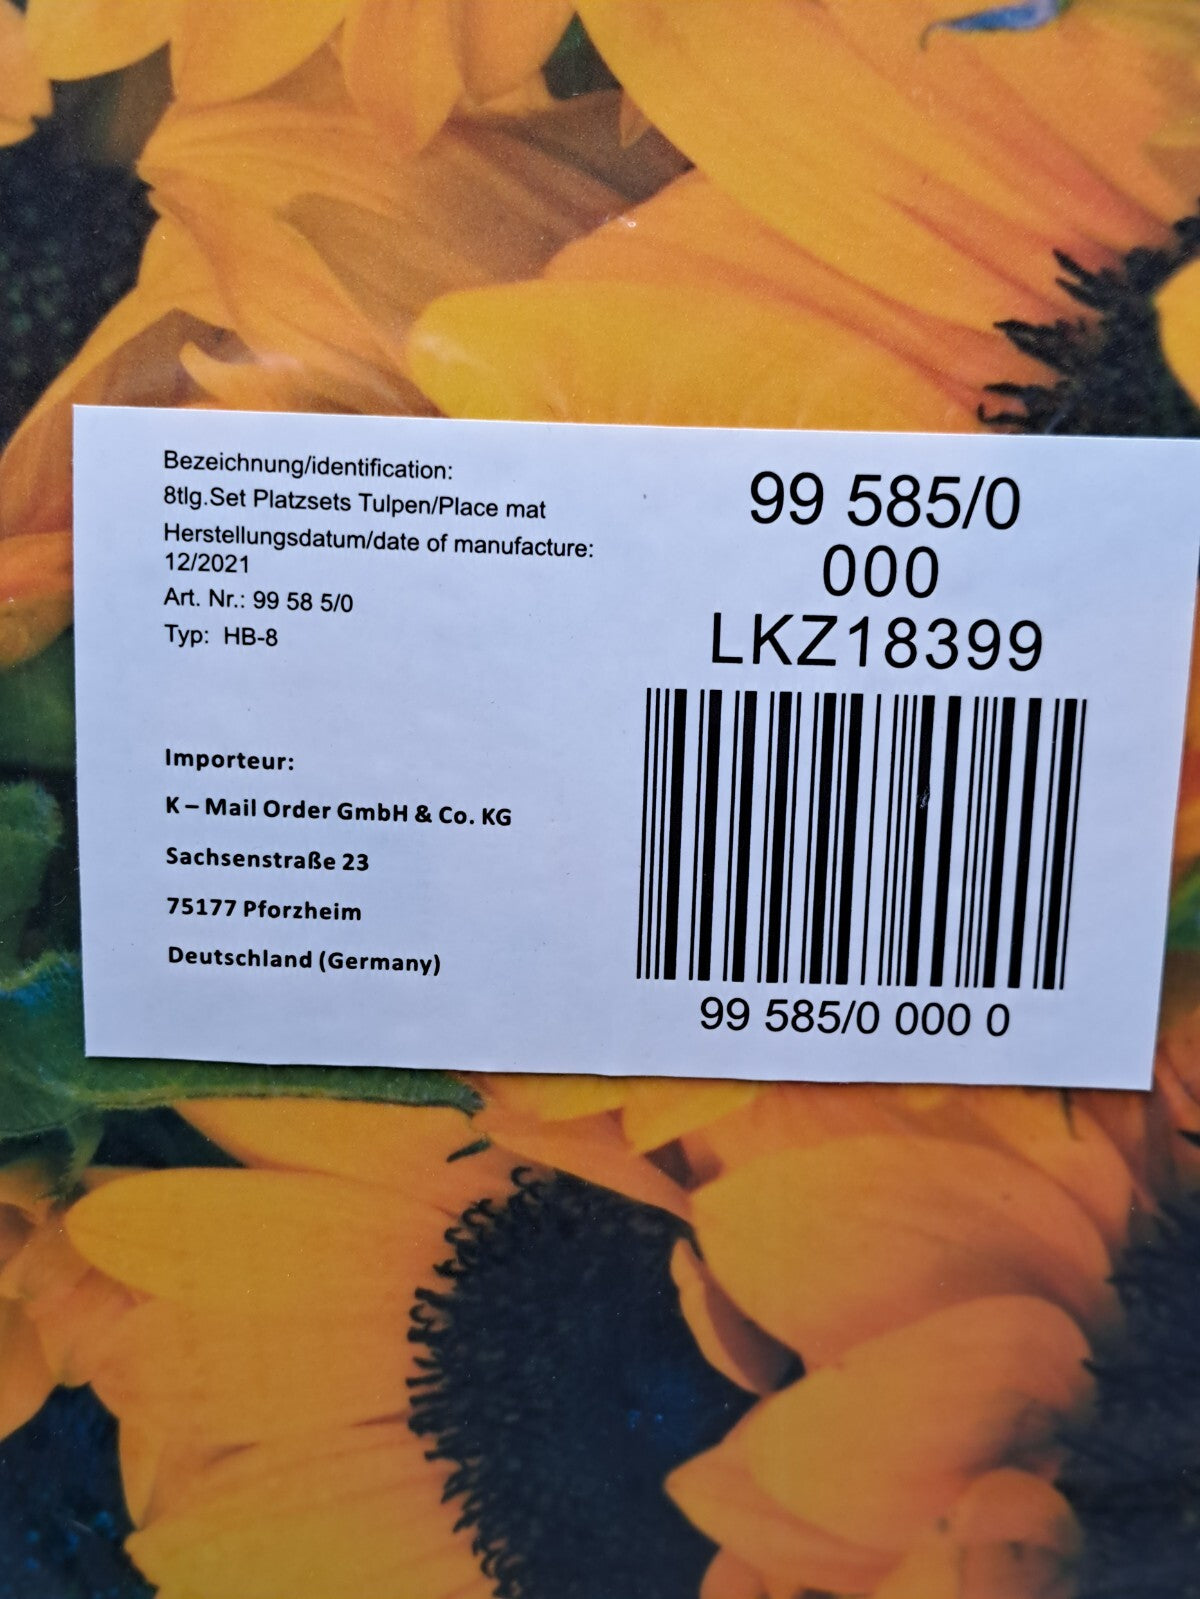 Bezeichnung/identification:
8tlg.Set Platzsets Tulpen/Place mat
Herstellungsdatum/date of manufacture:
12/2021
Art. Nr.: 99 58 5/0
Typ: HB-8
Importeur:
K – Mail Order GmbH & Co. KG
Sachsenstraße 23
75177 Pforzheim
Deutschland (Germany)
99 585/0
000
LKZ18399
99 585/0 000 0